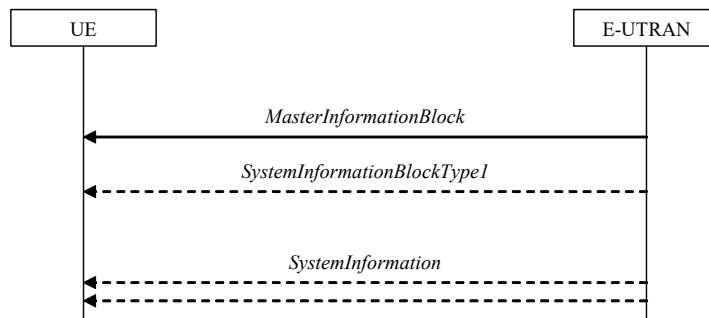 UE
E-UTRAN
MasterInformationBlock
SystemInformationBlockType1
SystemInformation